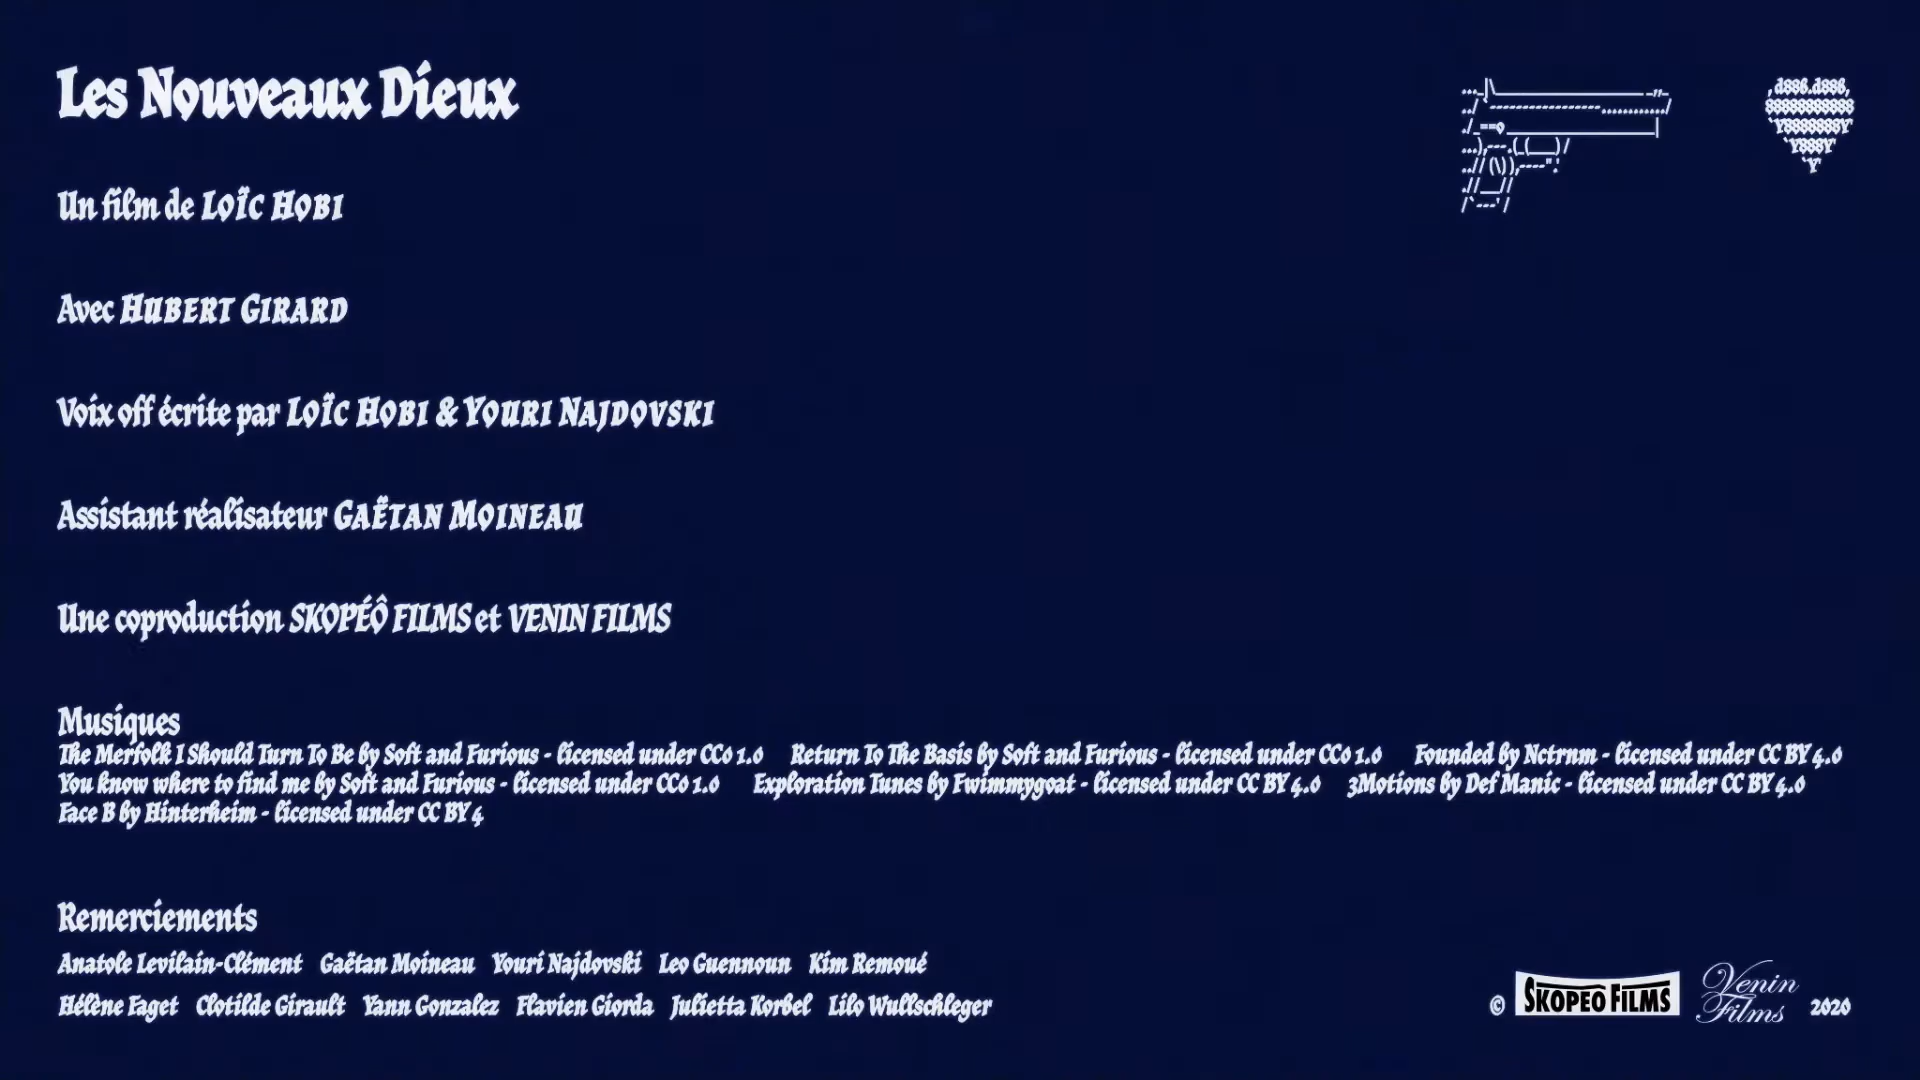 Les Nouveaux Dieux
Un film de LOÏC HOBI
Avec HUBERT GIRARD
Voix off écrite par LOÏC HOBI & YOURI NAJDOVSKI
Assistant réalisateur GAËTAN MOINEAU
Une coproduction SKOPÉÔ FILMS et VENIN FILMS
Musiques
The Merfolk I Should Turn To Be by Soft and Furious - licensed under CC0 1.0 Return To The Basis by Soft and Furious - licensed under CC0 1.0 Founded by Nctrnm - licensed under CC BY 4.0
You know where to find me by Soft and Furious - licensed under CC0 1.0 Exploration Tunes by Fwimmygoat - licensed under CC BY 4.0 3Motions by Def Manic - licensed under CC BY 4.0
Face B by Hinterheim - licensed under CC BY 4
Remerciements
Anatole Levilain-Clément Gaëtan Moineau Youri Najdovski Leo Guennoun Kim Remoué
Hélène Faget Clotilde Girault Yann Gonzalez Flavien Giorda Julietta Korbel Lilo Wullschleger
© SKOPEO FILMS Venin Films 2020